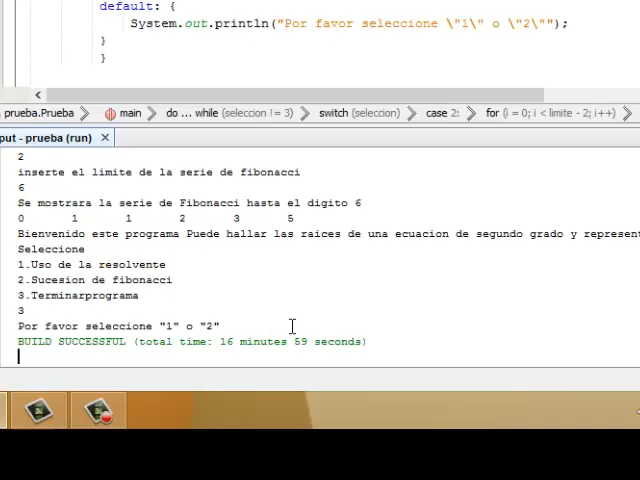 default: {
System.out.println("Por favor seleccione \"1\" o \"2\"");
}
}
prueba.Prueba main do ... while (seleccion != 3) switch (seleccion) case 2: for (i = 0; i < limite - 2; i++)
put - prueba (run)
2
inserte el limite de la serie de fibonacci
6
Se mostrara la serie de Fibonacci hasta el digito 6
0 1 1 2 3 5
Bienvenido este programa Puede hallar las raices de una ecuacion de segundo grado y represent
Seleccione
1.Uso de la resolvente
2.Sucesion de fibonacci
3.Terminarprograma
3
Por favor seleccione "1" o "2"
BUILD SUCCESSFUL (total time: 16 minutes 59 seconds)